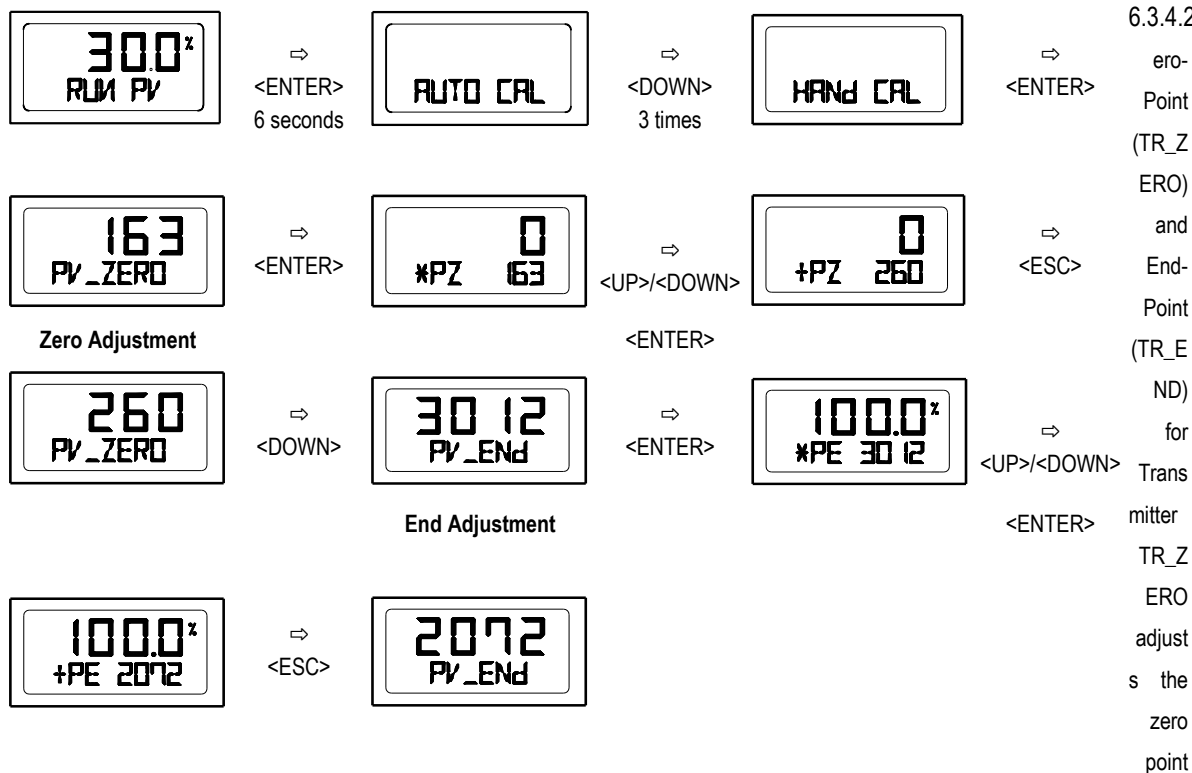 30.0%
RUN PV
⇨
<ENTER>
6 seconds
AUTO CAL
⇨
<DOWN>
3 times
HANd CAL
⇨
<ENTER>
163
PV_ZERO
⇨
<ENTER>
0
*PZ 163
⇨
<UP>/<DOWN>
<ENTER>
0
+PZ 260
⇨
<ESC>
Zero Adjustment
260
PV_ZERO
⇨
<DOWN>
3012
PV_ENd
⇨
<ENTER>
100.0%
*PE 3012
⇨
<UP>/<DOWN>
<ENTER>
End Adjustment
100.0%
+PE 2072
⇨
<ESC>
2072
PV_ENd
6.3.4.2
ero-
Point
(TR_Z
ERO)
and
End-
Point
(TR_E
ND)
for
Trans
mitter
TR_Z
ERO
adjust
s the
zero
point